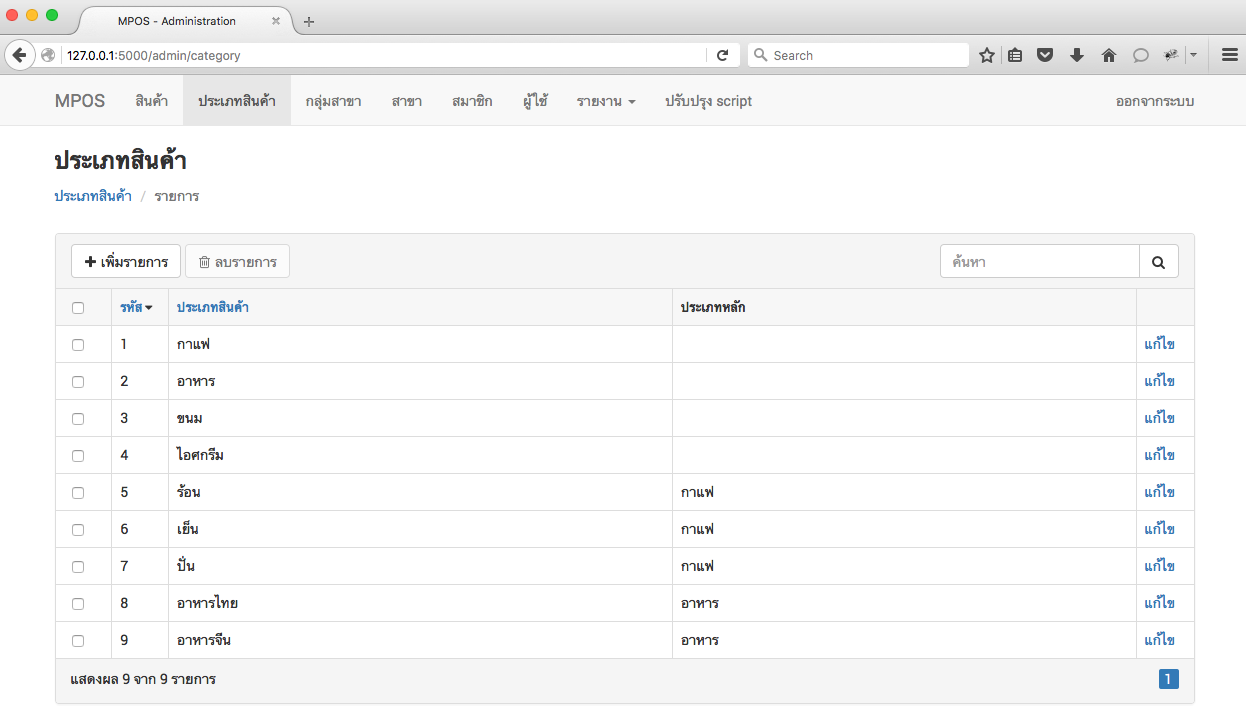 MPOS - Administration
127.0.0.1:5000/admin/category
Search
MPOS สินค้า ประเภทสินค้า กลุ่มสาขา สาขา สมาชิก ผู้ใช้ รายงาน ปรับปรุง script ออกจากระบบ
ประเภทสินค้า
ประเภทสินค้า / รายการ
เพิ่มรายการ ลบรายการ ค้นหา
รหัส ประเภทสินค้า ประเภทหลัก
1 กาแฟ แก้ไข
2 อาหาร แก้ไข
3 ขนม แก้ไข
4 ไอศกรีม แก้ไข
5 ร้อน กาแฟ แก้ไข
6 เย็น กาแฟ แก้ไข
7 ปั่น กาแฟ แก้ไข
8 อาหารไทย อาหาร แก้ไข
9 อาหารจีน อาหาร แก้ไข
แสดงผล 9 จาก 9 รายการ 1